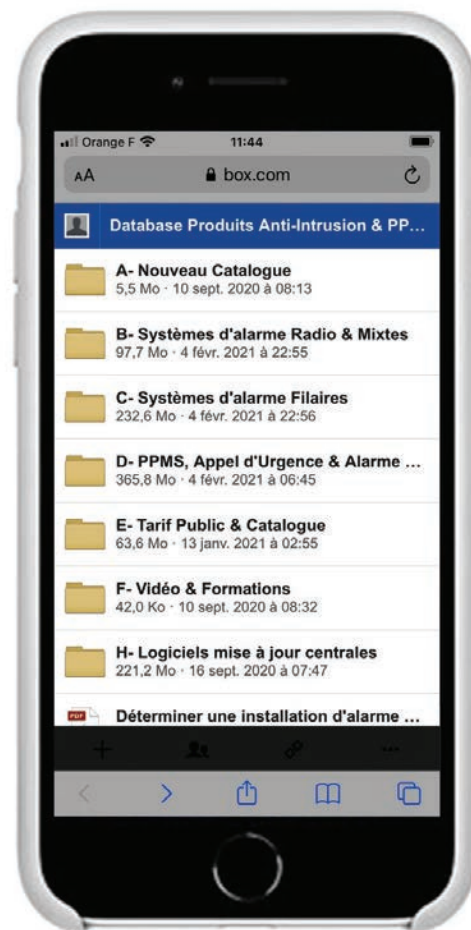 Orange F
11:44
AA
box.com
Database Produits Anti-Intrusion & PP...
A- Nouveau Catalogue
5,5 Mo · 10 sept. 2020 à 08:13
B- Systèmes d'alarme Radio & Mixtes
97,7 Mo · 4 févr. 2021 à 22:55
C- Systèmes d'alarme Filaires
232,6 Mo · 4 févr. 2021 à 22:56
D- PPMS, Appel d'Urgence & Alarme ...
365,8 Mo · 4 févr. 2021 à 06:45
E- Tarif Public & Catalogue
63,6 Mo · 13 janv. 2021 à 02:55
F- Vidéo & Formations
42,0 Ko · 10 sept. 2020 à 08:32
H- Logiciels mise à jour centrales
221,2 Mo · 16 sept. 2020 à 07:47
PDF
Déterminer une installation d'alarme ...